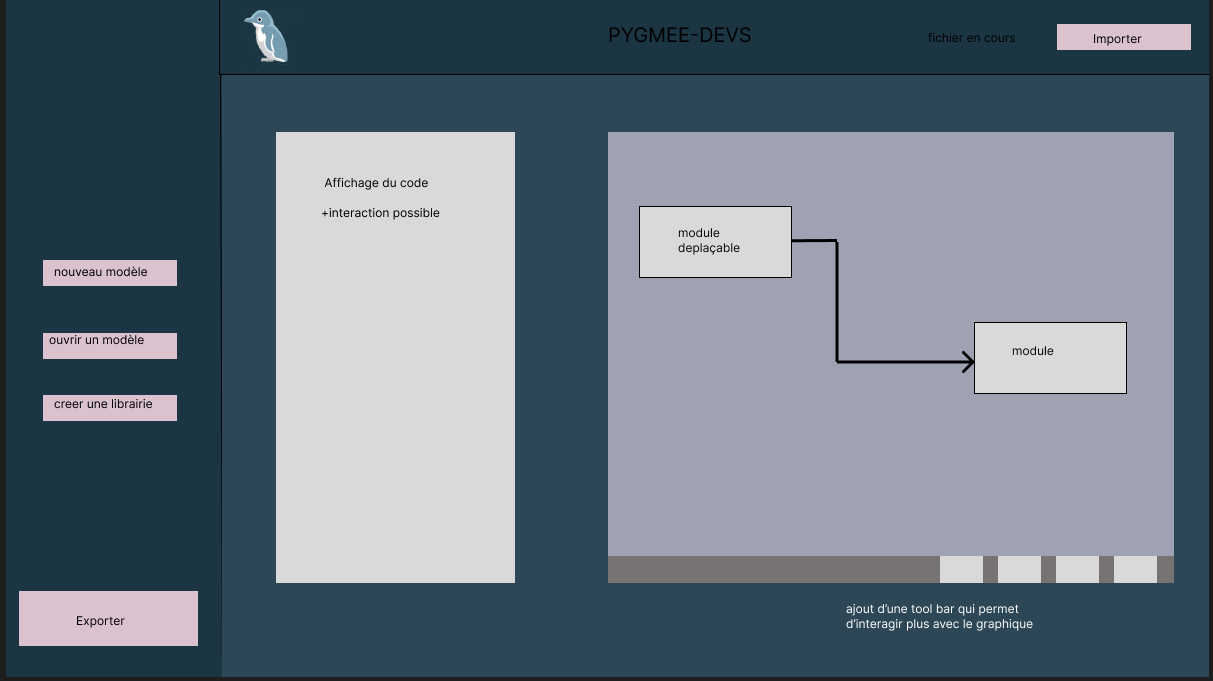 PYGMEE-DEVS
fichier en cours
Importer
nouveau modèle
ouvrir un modèle
creer une librairie
Exporter
Affichage du code
+interaction possible
module
deplaçable
module
ajout d'une tool bar qui permet
d'interagir plus avec le graphique